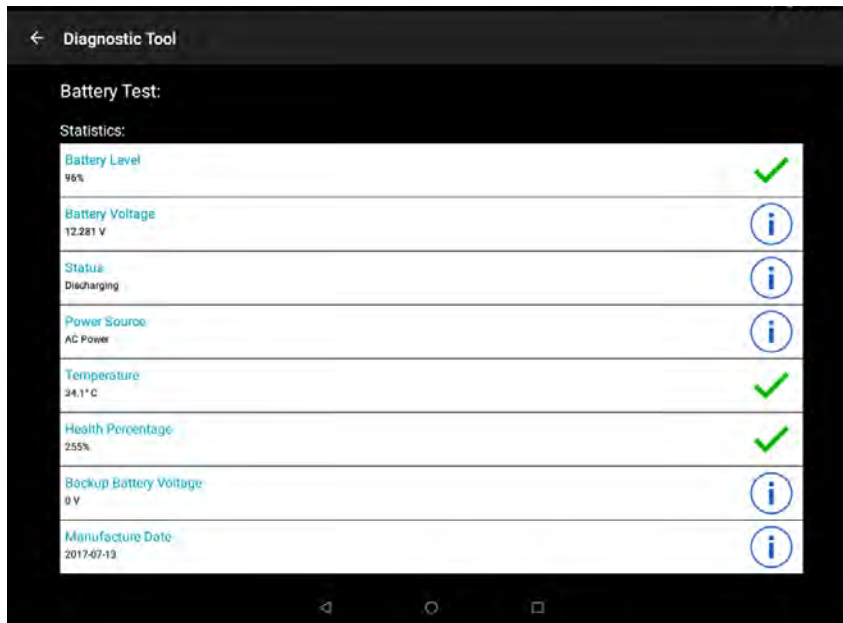 Diagnostic Tool
Battery Test:
Statistics:
Battery Level
96%
Battery Voltage
12.281 V
Status
Discharging
Power Source
AC Power
Temperature
34.1° C
Health Percentage
255%
Backup Battery Voltage
0 V
Manufacture Date
2017-07-13